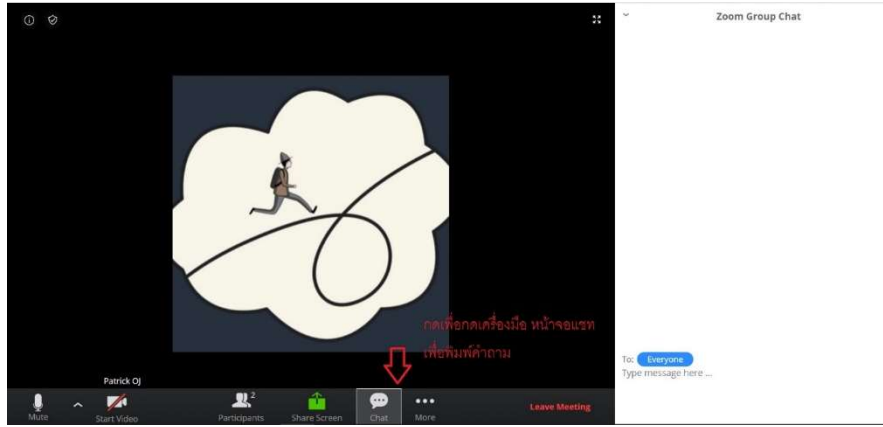 Zoom Group Chat
กดเพื่อกดเครื่องมือ หน้าจอแชท
เพื่อพิมพ์คำถาม
To: Everyone
Type message here ...
Patrick OJ
2
Mute
Start Video
Participants
Share Screen
Chat
More
Leave Meeting